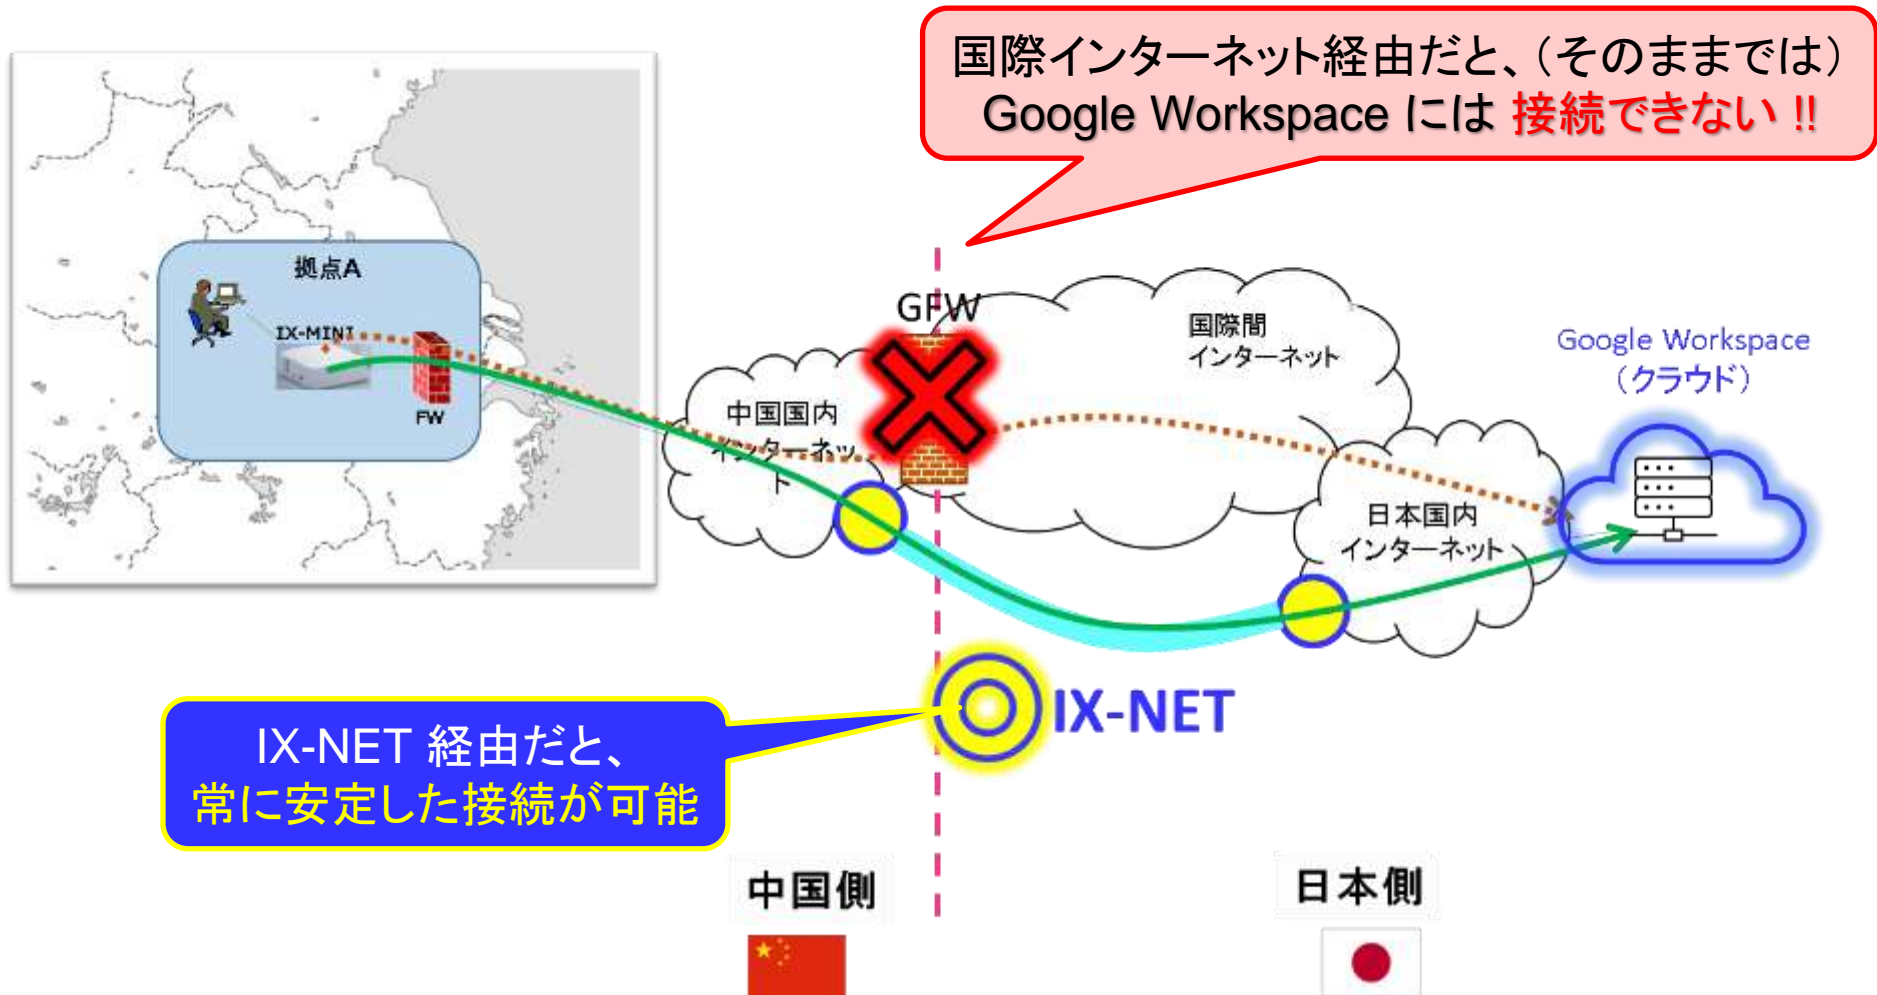 国際インターネット経由だと、（そのままでは）
Google Workspace には 接続できない !!
拠点A
IX-MINI
FW
GFW
国際間
インターネット
Google Workspace
（クラウド）
中国国内
インターネッ
ト
日本国内
インターネット
IX-NET
IX-NET 経由だと、
常に安定した接続が可能
中国側
日本側